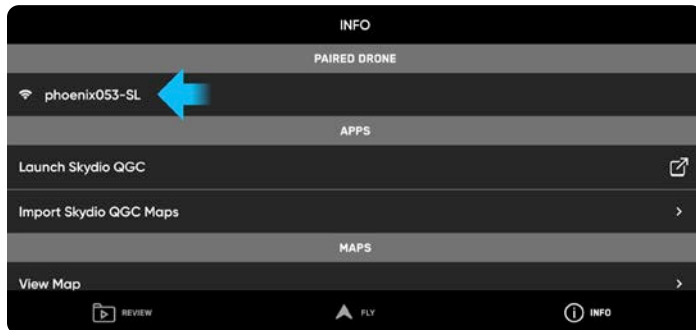 INFO
PAIRED DRONE
phoenix053-SL
APPS
Launch Skydio QGC
Import Skydio QGC Maps
MAPS
View Map
REVIEW FLY INFO